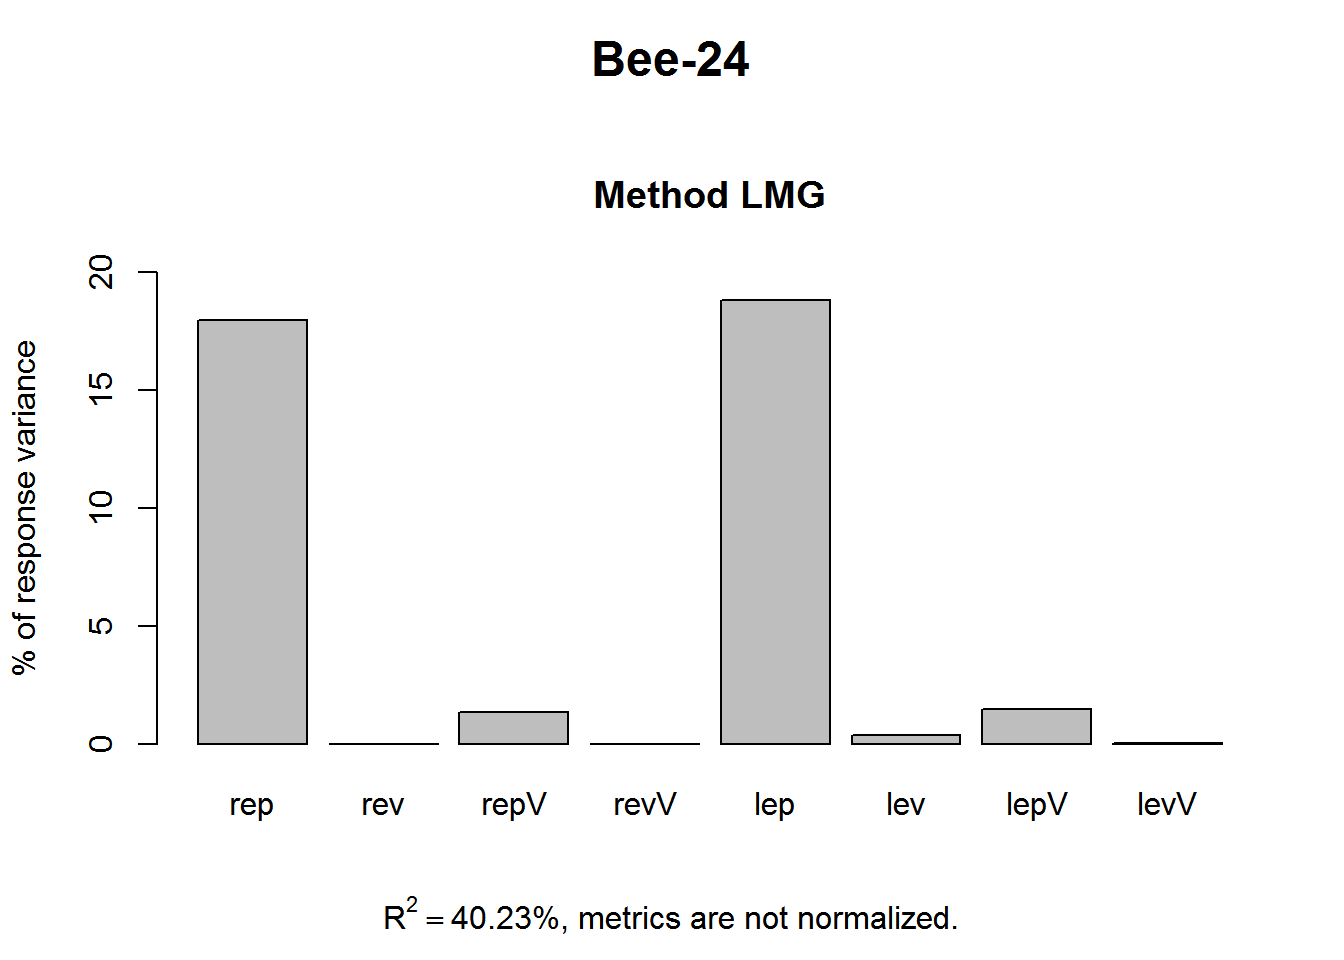 Bee-24
Method LMG
% of response variance
20
15
10
5
0
rep rev repV revV lep lev lepV levV
R² = 40.23%, metrics are not normalized.